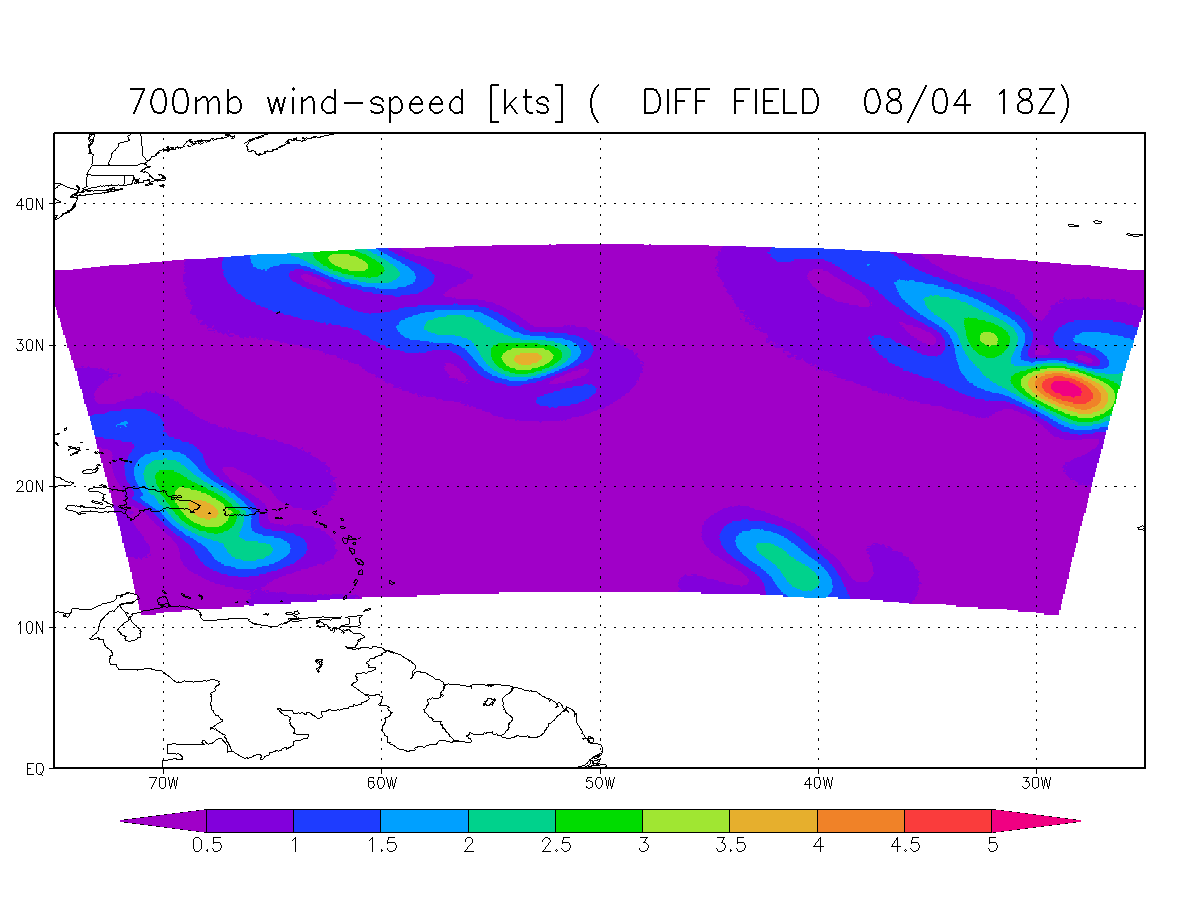 700mb wind-speed [kts] ( DIFF FIELD 08/04 18Z)
40N
30N
20N
10N
EQ
70W 60W 50W 40W 30W
0.5 1 1.5 2 2.5 3 3.5 4 4.5 5